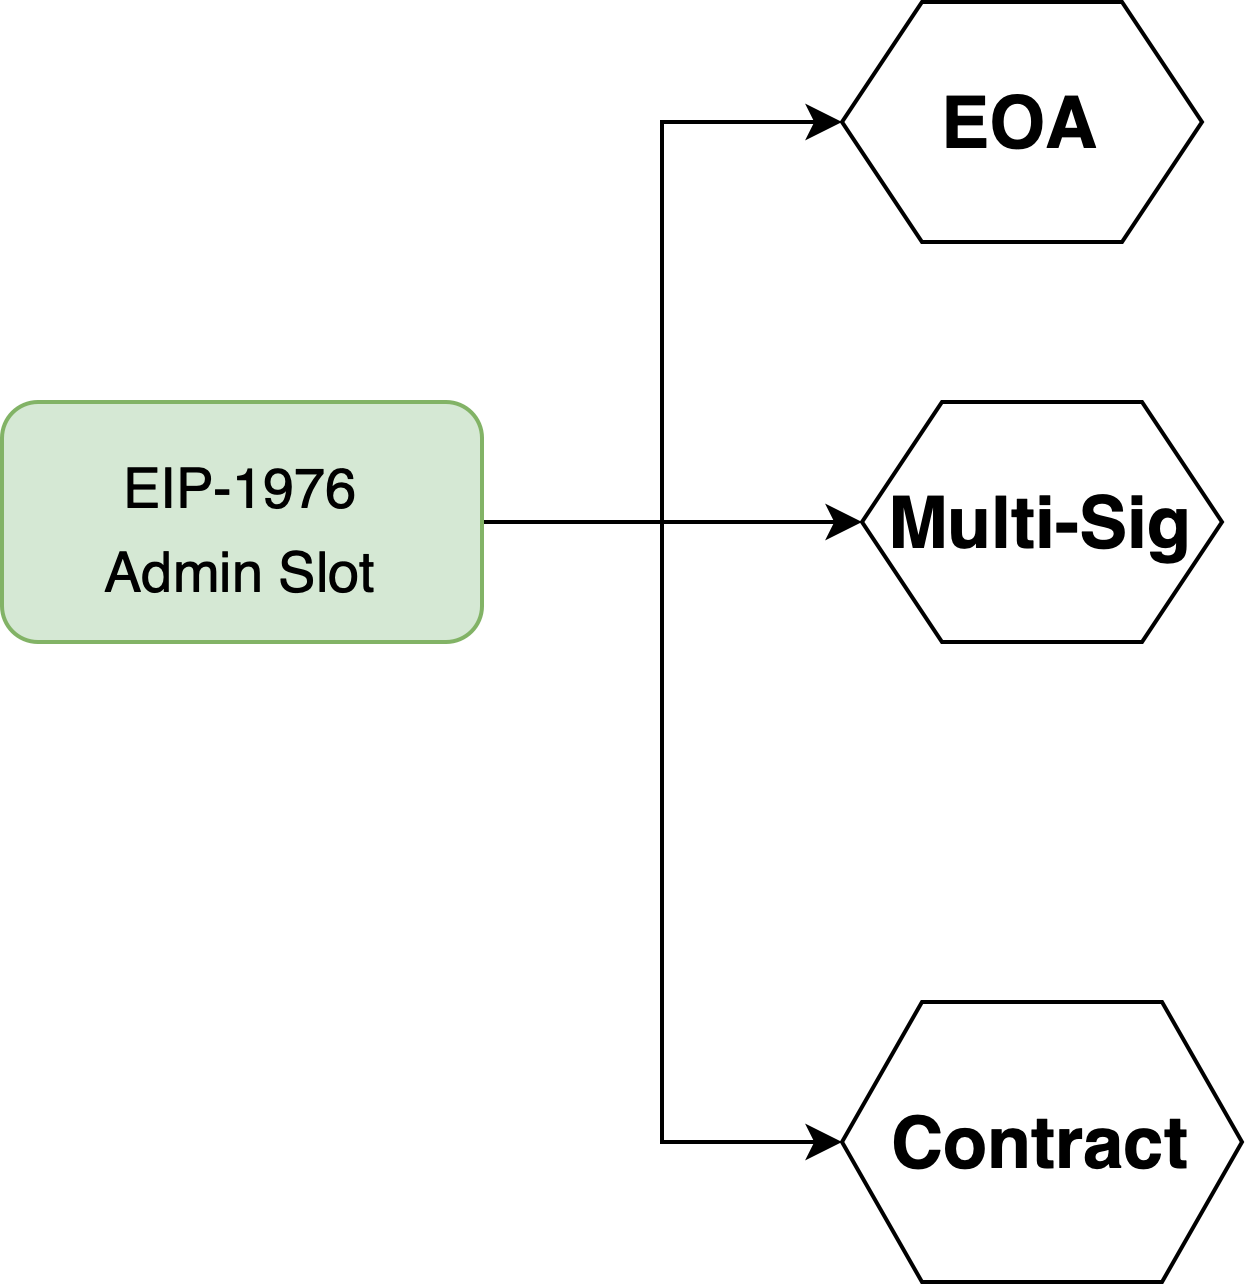 EOA
EIP-1976
Admin Slot
Multi-Sig
Contract